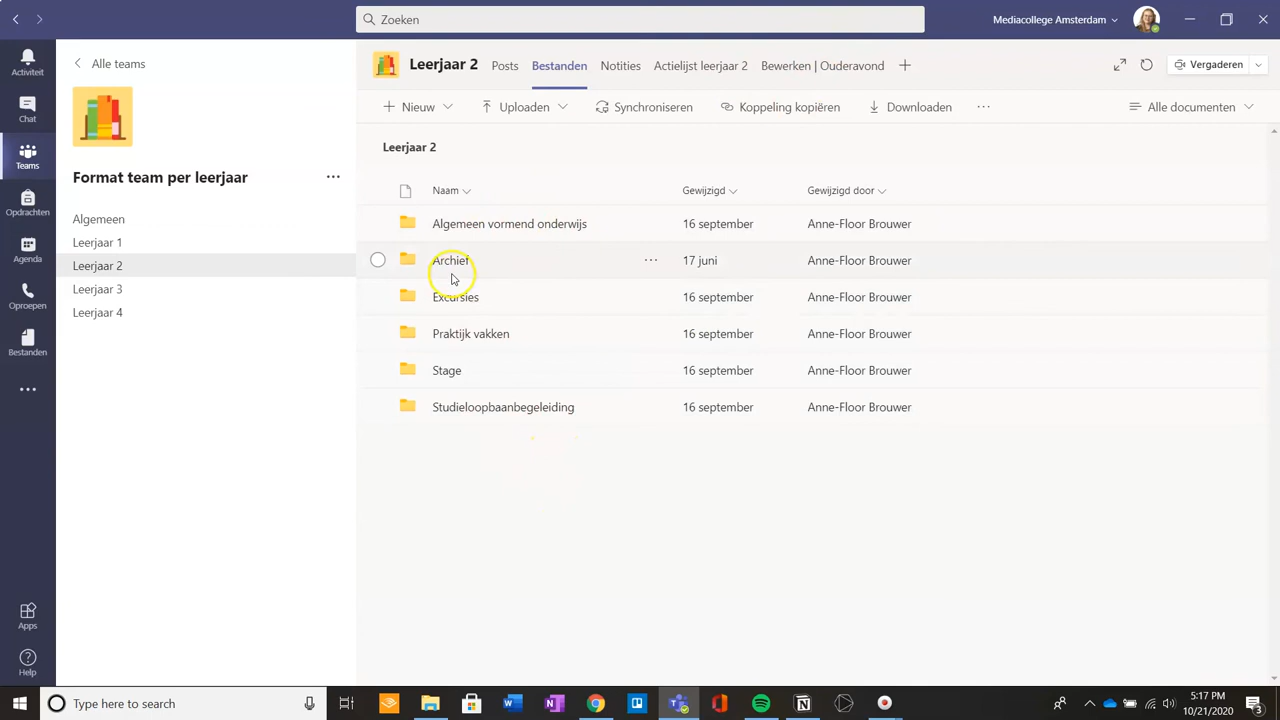 Zoeken
Mediacollege Amsterdam
Activiteit
Chat
Teams
Opdrachten
Agenda
Oproepen
Bestanden
Apps
Help
Alle teams
Format team per leerjaar
Algemeen
Leerjaar 1
Leerjaar 2
Leerjaar 3
Leerjaar 4
Leerjaar 2 Posts Bestanden Notities Actielijst leerjaar 2 Bewerken | Ouderavond Vergaderen
Nieuw Uploaden Synchroniseren Koppeling kopiëren Downloaden Alle documenten
Leerjaar 2
Naam Gewijzigd Gewijzigd door
Algemeen vormend onderwijs 16 september Anne-Floor Brouwer
Archief 17 juni Anne-Floor Brouwer
Excursies 16 september Anne-Floor Brouwer
Praktijk vakken 16 september Anne-Floor Brouwer
Stage 16 september Anne-Floor Brouwer
Studieloopbaanbegeleiding 16 september Anne-Floor Brouwer
Type here to search
5:17 PM
10/21/2020